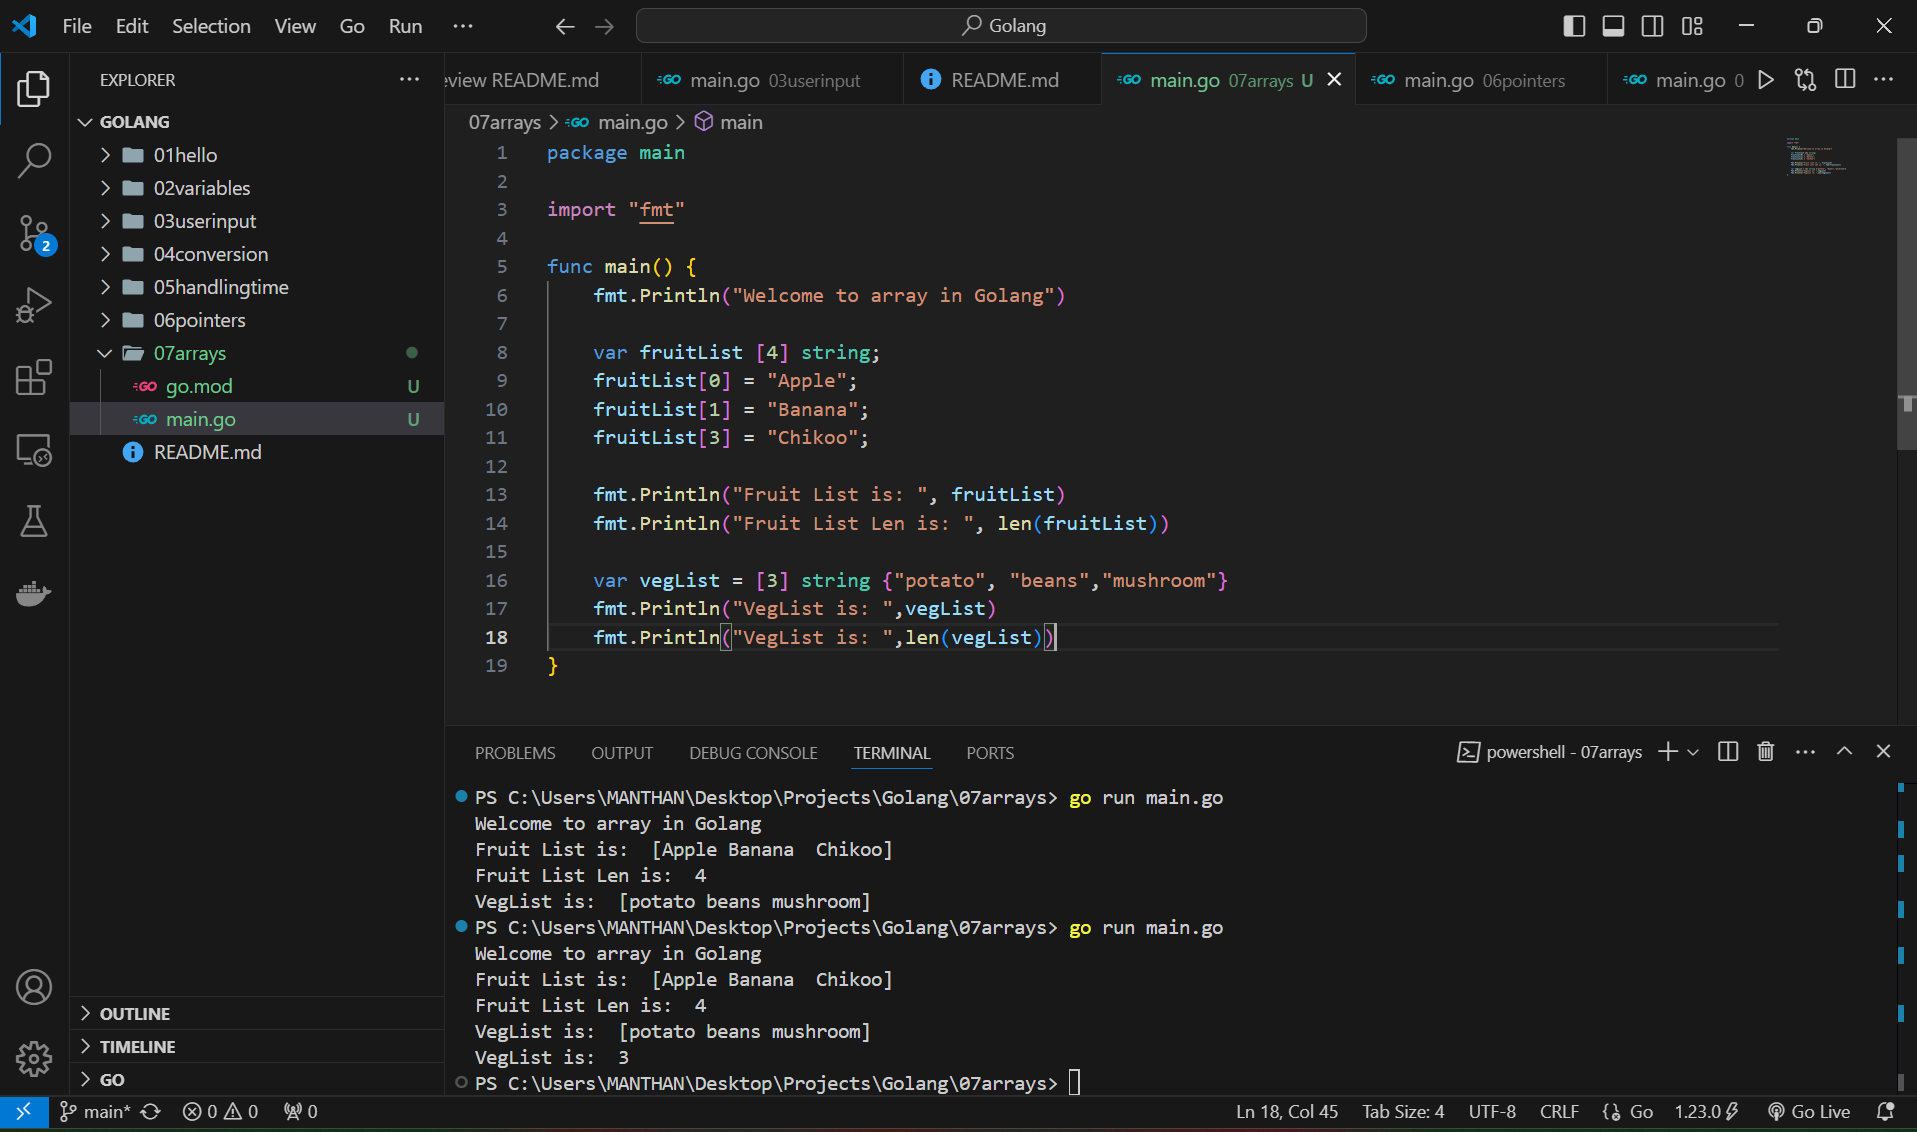 File Edit Selection View Go Run ··· Golang
EXPLORER ···
GOLANG
01hello
02variables
03userinput
04conversion
05handlingtime
06pointers
07arrays
go.mod U
main.go U
README.md
OUTLINE
TIMELINE
GO
2
eview README.md main.go 03userinput README.md main.go 07arrays U main.go 06pointers main.go 0
07arrays > main.go > main
1 package main
2
3 import "fmt"
4
5 func main() {
6 fmt.Println("Welcome to array in Golang")
7
8 var fruitList [4] string;
9 fruitList[0] = "Apple";
10 fruitList[1] = "Banana";
11 fruitList[3] = "Chikoo";
12
13 fmt.Println("Fruit List is: ", fruitList)
14 fmt.Println("Fruit List Len is: ", len(fruitList))
15
16 var vegList = [3] string {"potato", "beans","mushroom"}
17 fmt.Println("VegList is: ",vegList)
18 fmt.Println("VegList is: ",len(vegList))
19 }
PROBLEMS OUTPUT DEBUG CONSOLE TERMINAL PORTS powershell - 07arrays
PS C:\Users\MANTHAN\Desktop\Projects\Golang\07arrays> go run main.go
Welcome to array in Golang
Fruit List is:  [Apple Banana  Chikoo]
Fruit List Len is:  4
VegList is:  [potato beans mushroom]
PS C:\Users\MANTHAN\Desktop\Projects\Golang\07arrays> go run main.go
Welcome to array in Golang
Fruit List is:  [Apple Banana  Chikoo]
Fruit List Len is:  4
VegList is:  [potato beans mushroom]
VegList is:  3
PS C:\Users\MANTHAN\Desktop\Projects\Golang\07arrays>
main* 0 0 0 Ln 18, Col 45 Tab Size: 4 UTF-8 CRLF Go 1.23.0 Go Live